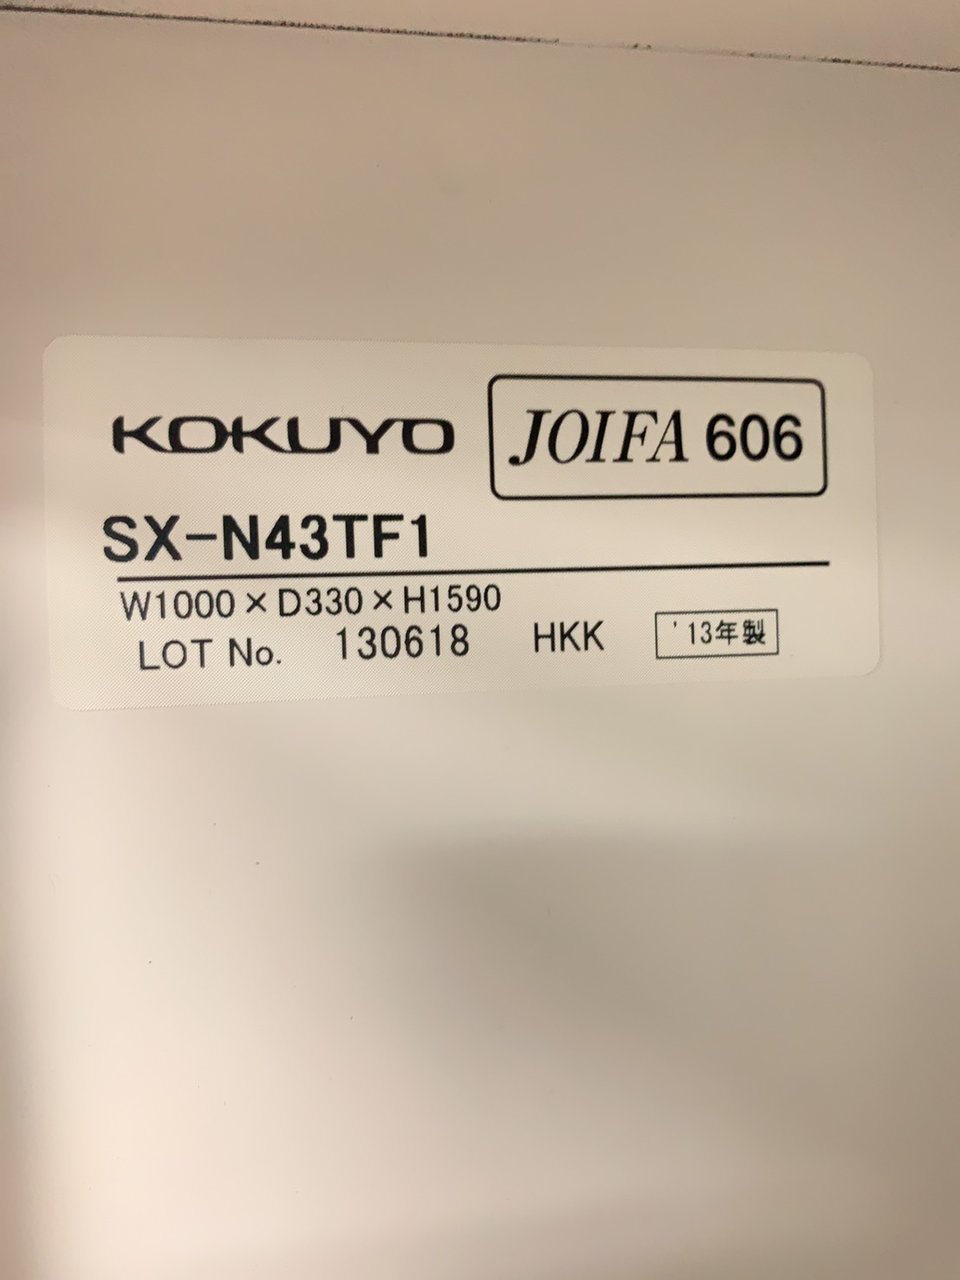 KOKUYO JOIFA 606
SX-N43TF1
W1000×D330×H1590
LOT No. 130618 HKK '13年製